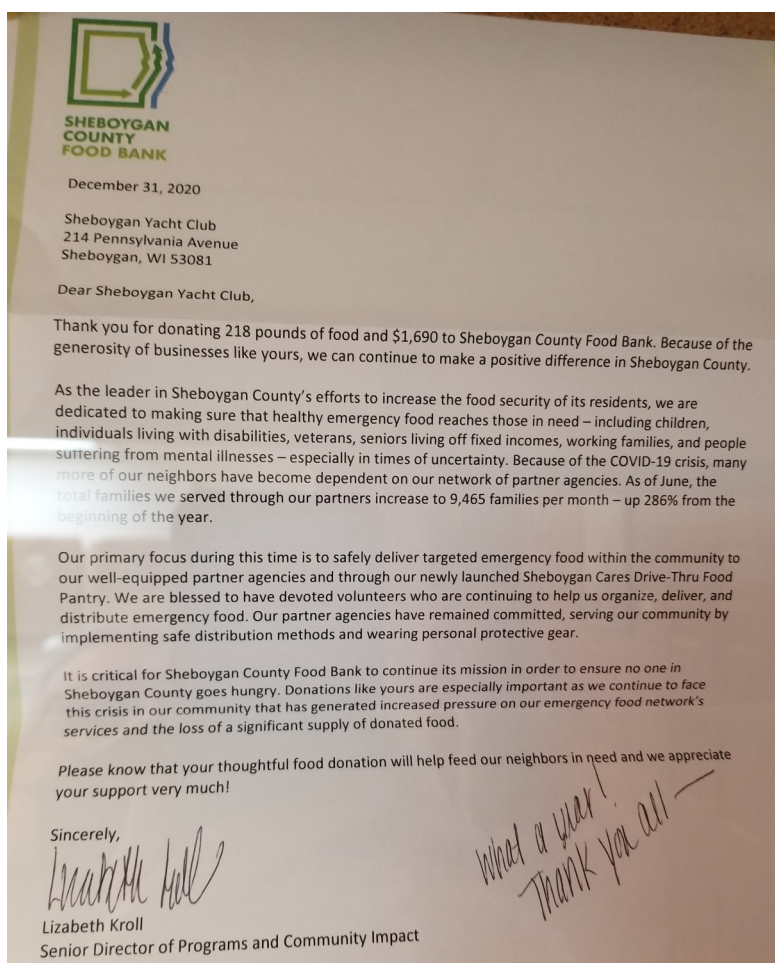 SHEBOYGAN
COUNTY
FOOD BANK
December 31, 2020
Sheboygan Yacht Club
214 Pennsylvania Avenue
Sheboygan, WI 53081
Dear Sheboygan Yacht Club,
Thank you for donating 218 pounds of food and $1,690 to Sheboygan County Food Bank. Because of the
generosity of businesses like yours, we can continue to make a positive difference in Sheboygan County.
As the leader in Sheboygan County's efforts to increase the food security of its residents, we are
dedicated to making sure that healthy emergency food reaches those in need – including children,
individuals living with disabilities, veterans, seniors living off fixed incomes, working families, and people
suffering from mental illnesses – especially in times of uncertainty. Because of the COVID-19 crisis, many
more of our neighbors have become dependent on our network of partner agencies. As of June, the
total families we served through our partners increase to 9,465 families per month – up 286% from the
beginning of the year.
Our primary focus during this time is to safely deliver targeted emergency food within the community to
our well-equipped partner agencies and through our newly launched Sheboygan Cares Drive-Thru Food
Pantry. We are blessed to have devoted volunteers who are continuing to help us organize, deliver, and
distribute emergency food. Our partner agencies have remained committed, serving our community by
implementing safe distribution methods and wearing personal protective gear.
It is critical for Sheboygan County Food Bank to continue its mission in order to ensure no one in
Sheboygan County goes hungry. Donations like yours are especially important as we continue to face
this crisis in our community that has generated increased pressure on our emergency food network's
services and the loss of a significant supply of donated food.
Please know that your thoughtful food donation will help feed our neighbors in need and we appreciate
your support very much!
Sincerely,
What a year!
Thank you all —
Lizabeth Kroll
Senior Director of Programs and Community Impact